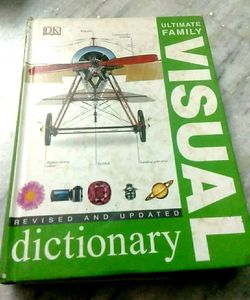 DK
ULTIMATE
FAMILY
VISUAL
REVISED AND UPDATED
dictionary